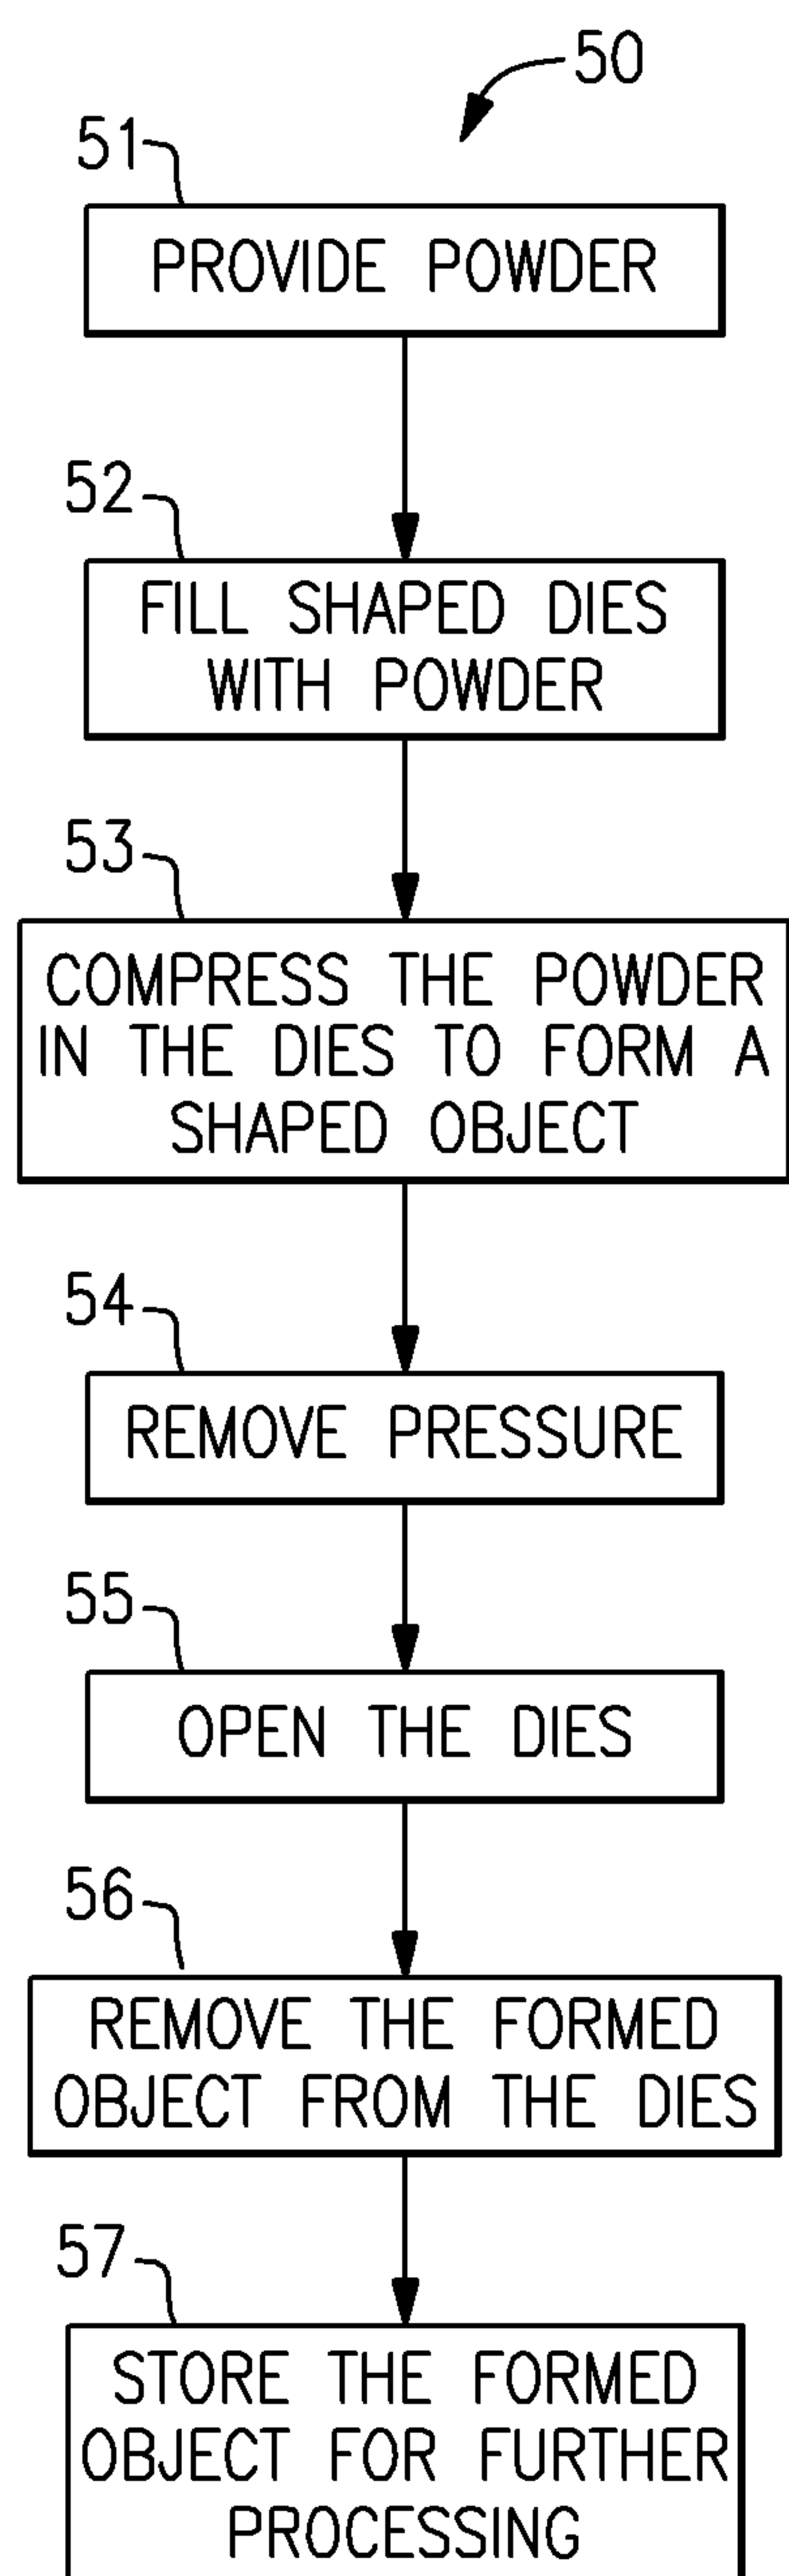 50
51
PROVIDE POWDER
52
FILL SHAPED DIES
WITH POWDER
53
COMPRESS THE POWDER
IN THE DIES TO FORM A
SHAPED OBJECT
54
REMOVE PRESSURE
55
OPEN THE DIES
56
REMOVE THE FORMED
OBJECT FROM THE DIES
57
STORE THE FORMED
OBJECT FOR FURTHER
PROCESSING